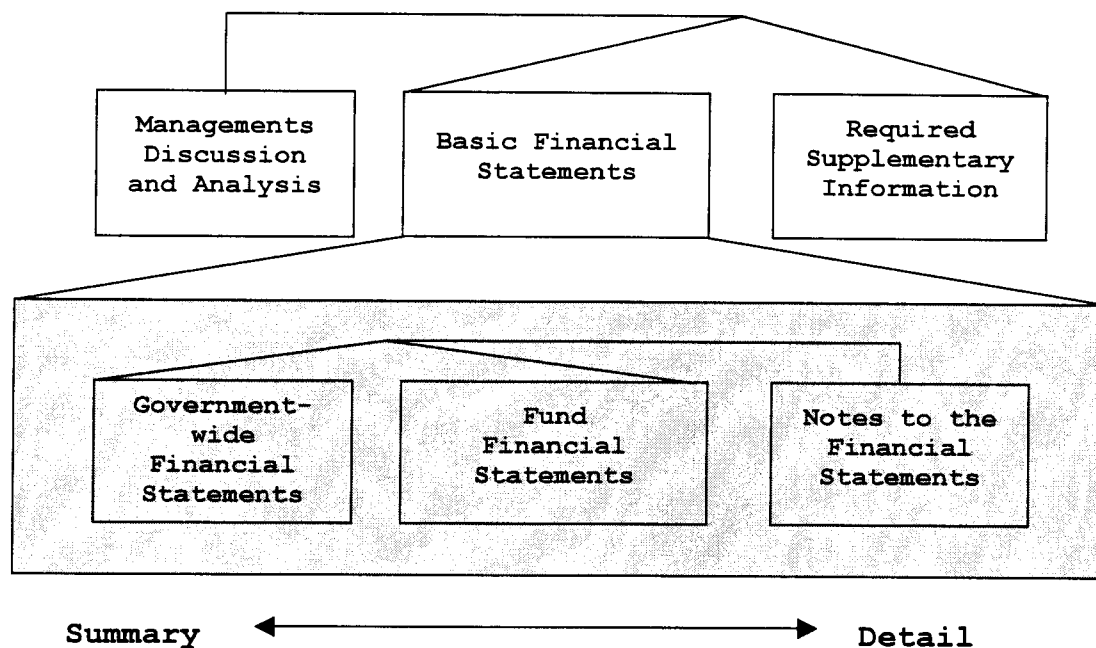 Managements
Discussion
and Analysis
Basic Financial
Statements
Required
Supplementary
Information
Government-
wide
Financial
Statements
Fund
Financial
Statements
Notes to the
Financial
Statements
Summary
Detail